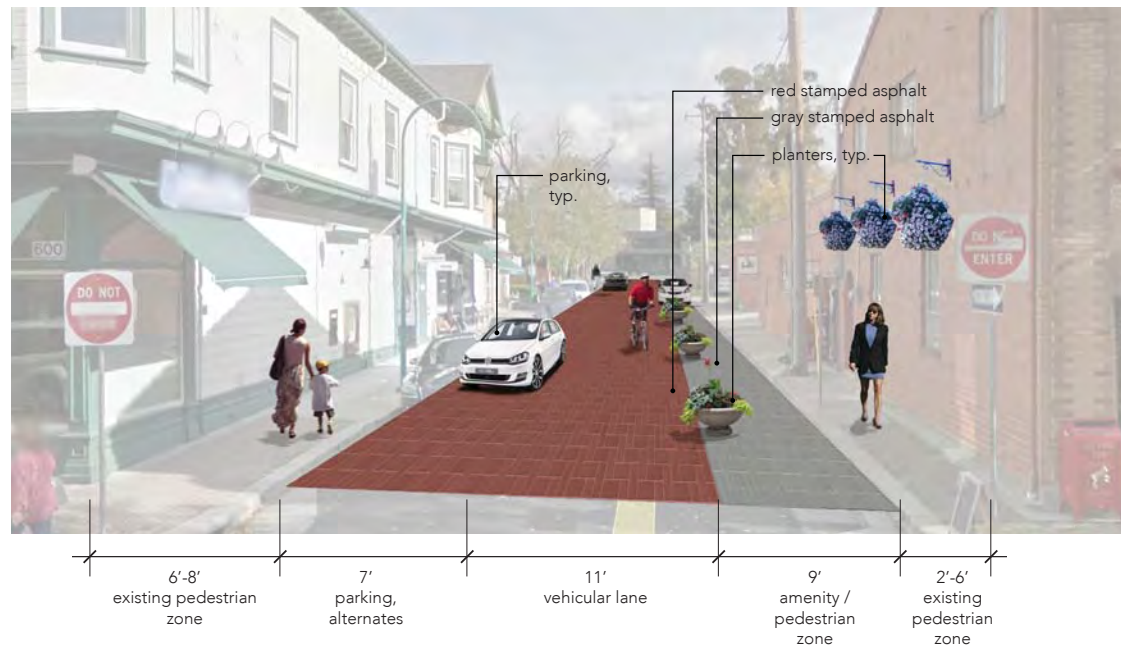 red stamped asphalt
gray stamped asphalt
planters, typ.
parking,
typ.
600
DO NOT
ENTER
DO NOT
6'-8'
existing pedestrian
zone
7'
parking,
alternates
11'
vehicular lane
9'
amenity /
pedestrian
zone
2'-6'
existing
pedestrian
zone